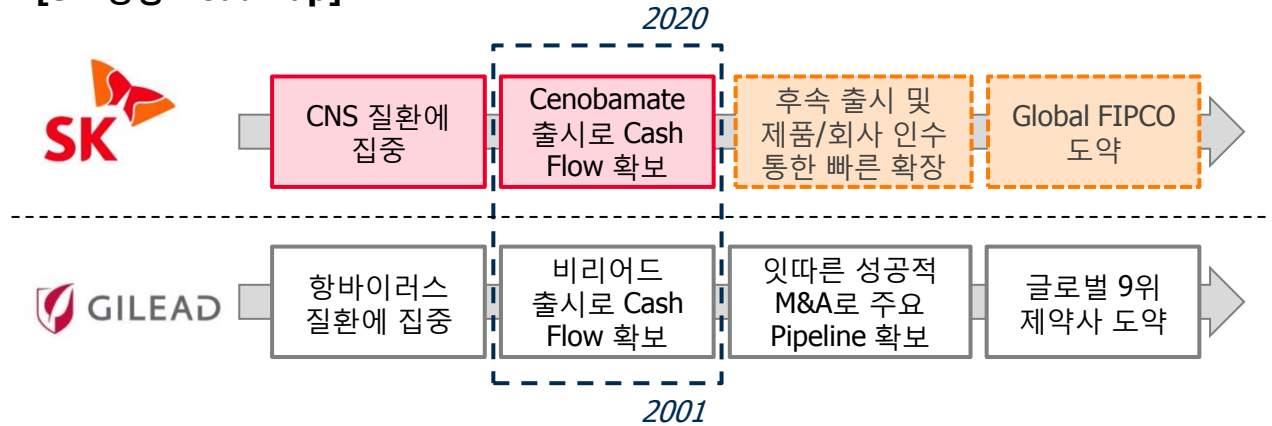 2020
SK
CNS 질환에
집중
Cenobamate
출시로 Cash
Flow 확보
후속 출시 및
제품/회사 인수
통한 빠른 확장
Global FIPCO
도약
GILEAD
항바이러스
질환에 집중
비리어드
출시로 Cash
Flow 확보
잇따른 성공적
M&A로 주요
Pipeline 확보
글로벌 9위
제약사 도약
2001